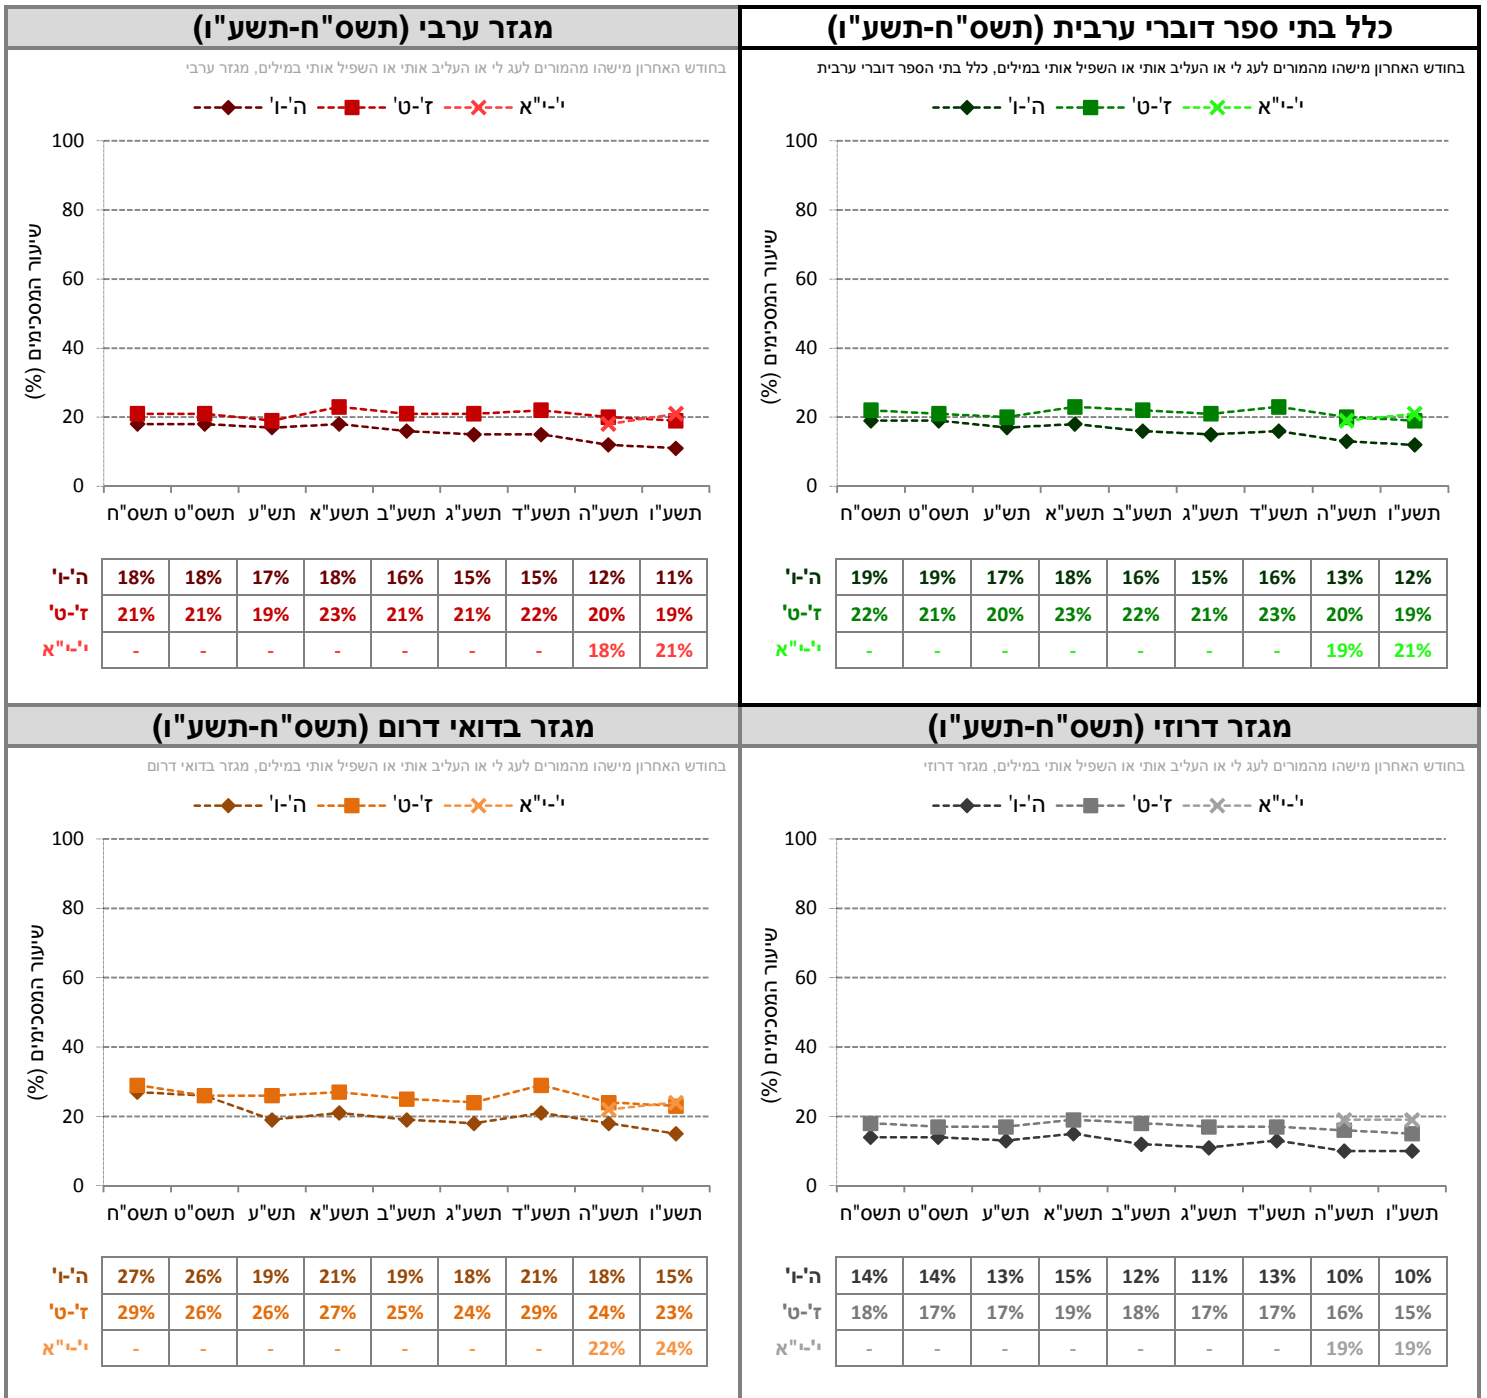 כלל בתי ספר דוברי ערבית (תשס"ח-תשע"ו)
בחודש האחרון מישהו מהמורים לעג לי או העליב אותי או השפיל אותי במילים, כלל בתי הספר דוברי ערבית
ה'-ו' ז'-ט' י'-י"א
שיעור המסכימים (%)
100
80
60
40
20
0
תשס"ח תשס"ט תש"ע תשע"א תשע"ב תשע"ג תשע"ד תשע"ה תשע"ו
ה'-ו' 19% 19% 17% 18% 16% 15% 16% 13% 12%
ז'-ט' 22% 21% 20% 23% 22% 21% 23% 20% 19%
י'-י"א - - - - - - - 19% 21%
מגזר ערבי (תשס"ח-תשע"ו)
בחודש האחרון מישהו מהמורים לעג לי או העליב אותי או השפיל אותי במילים, מגזר ערבי
ה'-ו' ז'-ט' י'-י"א
שיעור המסכימים (%)
100
80
60
40
20
0
תשס"ח תשס"ט תש"ע תשע"א תשע"ב תשע"ג תשע"ד תשע"ה תשע"ו
ה'-ו' 18% 18% 17% 18% 16% 15% 15% 12% 11%
ז'-ט' 21% 21% 19% 23% 21% 21% 22% 20% 19%
י'-י"א - - - - - - - 18% 21%
מגזר דרוזי (תשס"ח-תשע"ו)
בחודש האחרון מישהו מהמורים לעג לי או העליב אותי או השפיל אותי במילים, מגזר דרוזי
ה'-ו' ז'-ט' י'-י"א
שיעור המסכימים (%)
100
80
60
40
20
0
תשס"ח תשס"ט תש"ע תשע"א תשע"ב תשע"ג תשע"ד תשע"ה תשע"ו
ה'-ו' 14% 14% 13% 15% 12% 11% 13% 10% 10%
ז'-ט' 18% 17% 17% 19% 18% 17% 17% 16% 15%
י'-י"א - - - - - - - 19% 19%
מגזר בדואי דרום (תשס"ח-תשע"ו)
בחודש האחרון מישהו מהמורים לעג לי או העליב אותי או השפיל אותי במילים, מגזר בדואי דרום
ה'-ו' ז'-ט' י'-י"א
שיעור המסכימים (%)
100
80
60
40
20
0
תשס"ח תשס"ט תש"ע תשע"א תשע"ב תשע"ג תשע"ד תשע"ה תשע"ו
ה'-ו' 27% 26% 19% 21% 19% 18% 21% 18% 15%
ז'-ט' 29% 26% 26% 27% 25% 24% 29% 24% 23%
י'-י"א - - - - - - - 22% 24%